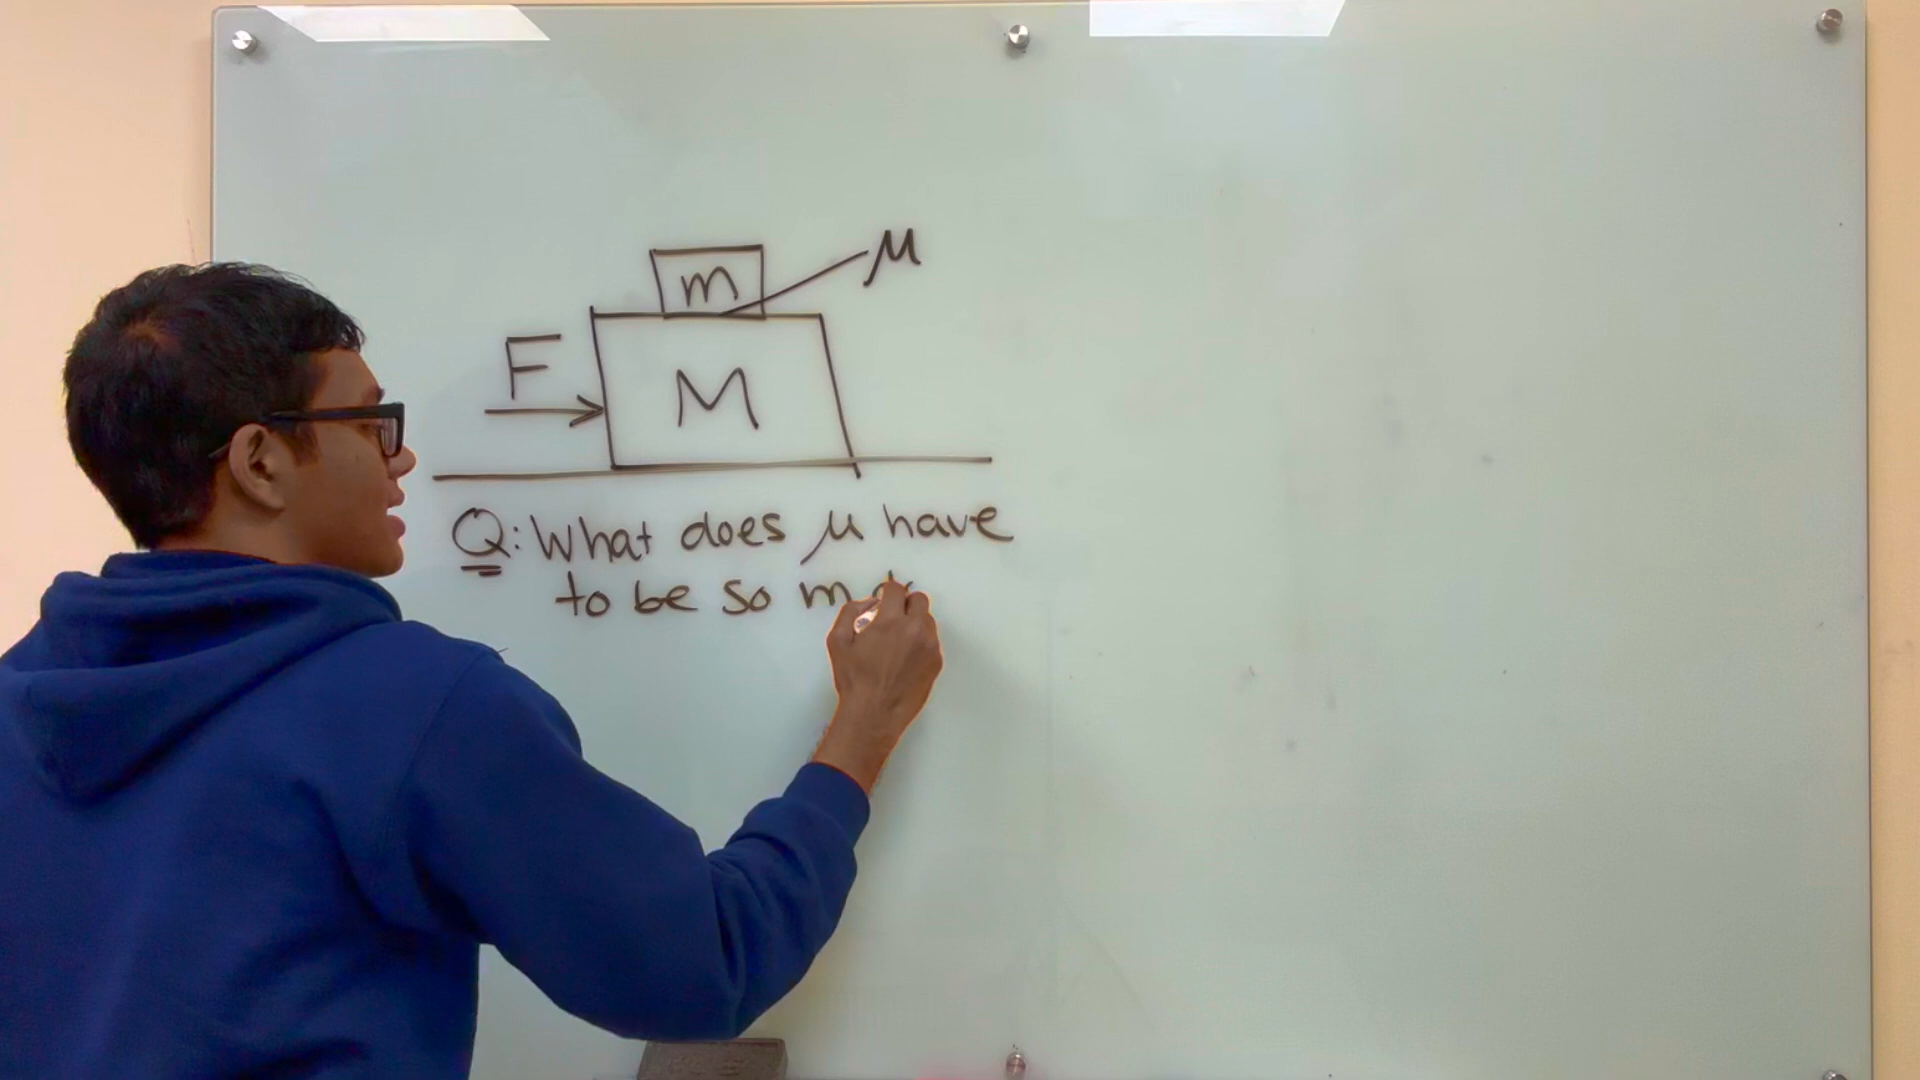 m
μ
F
M
Q: What does μ have
to be so m